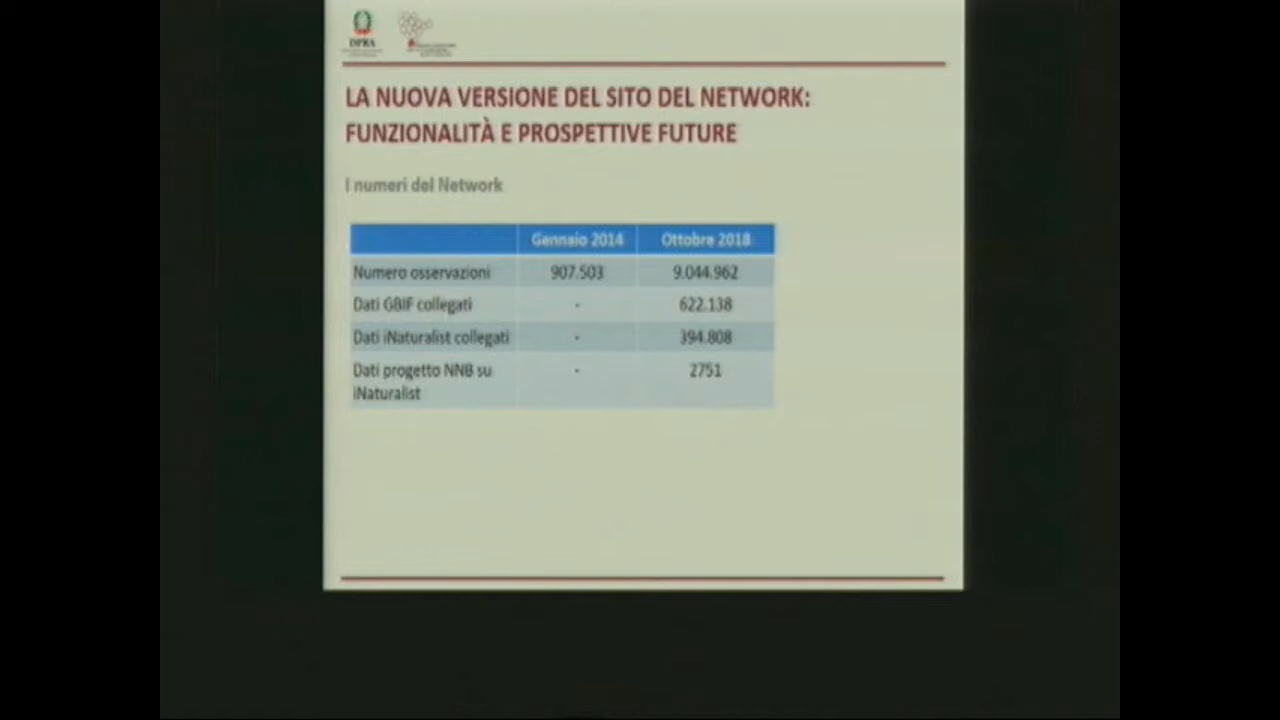 ISPRA
LA NUOVA VERSIONE DEL SITO DEL NETWORK:
FUNZIONALITÀ E PROSPETTIVE FUTURE
I numeri del Network
Gennaio 2014 Ottobre 2018
Numero osservazioni 907.503 9.044.962
Dati GBIF collegati - 622.138
Dati iNaturalist collegati - 394.808
Dati progetto NNB su - 2751
iNaturalist